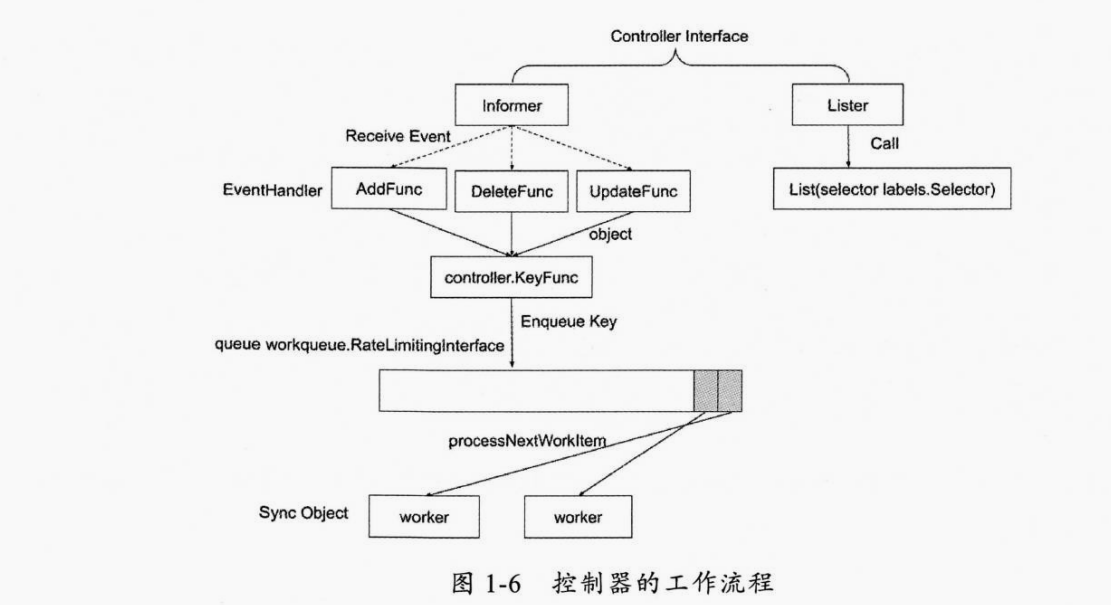 Controller Interface
Informer
Lister
Receive Event
Call
EventHandler
AddFunc
DeleteFunc
UpdateFunc
List(selector labels.Selector)
object
controller.KeyFunc
Enqueue Key
queue workqueue.RateLimitingInterface
processNextWorkItem
Sync Object
worker
worker
图 1-6 控制器的工作流程